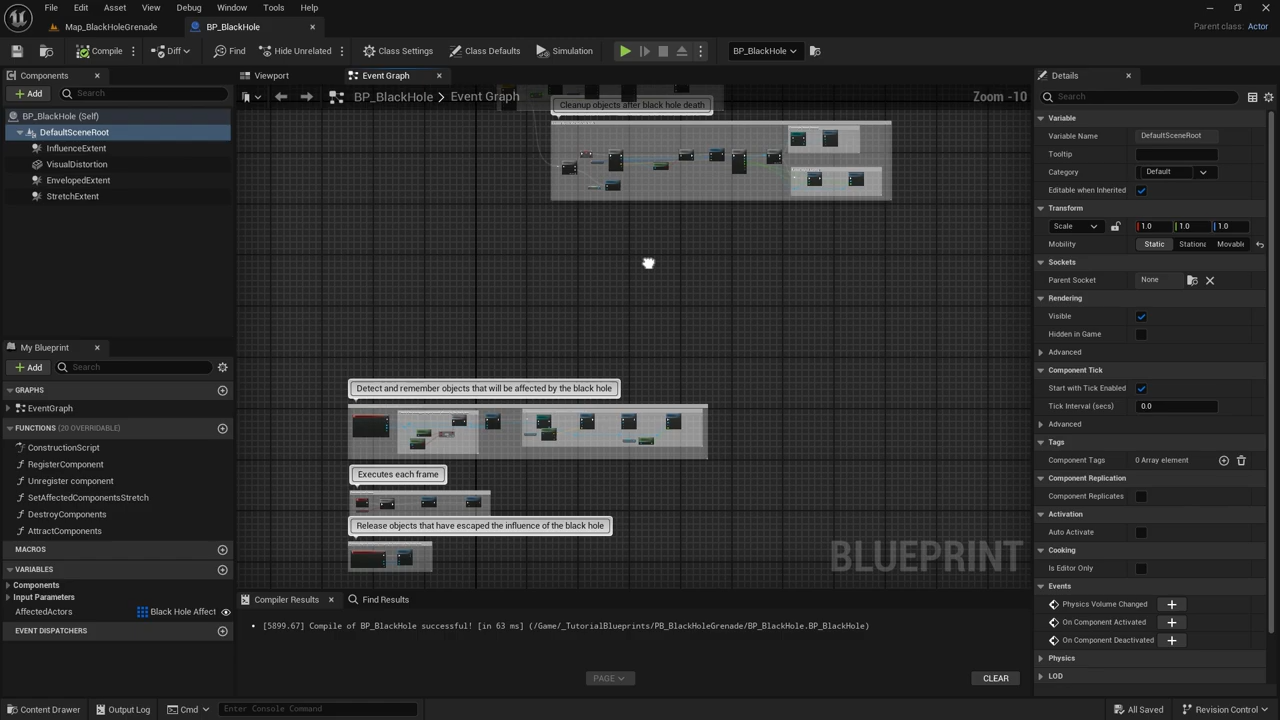 File Edit Asset View Debug Window Tools Help
Map_BlackHoleGrenade
BP_BlackHole
Parent class: Actor
Compile
Diff
Find
Hide Unrelated
Class Settings
Class Defaults
Simulation
BP_BlackHole
Components
Add
Search
BP_BlackHole (Self)
DefaultSceneRoot
InfluenceExtent
VisualDistortion
EnvelopedExtent
StretchExtent
My Blueprint
Add
Search
GRAPHS
EventGraph
FUNCTIONS (20 OVERRIDABLE)
ConstructionScript
RegisterComponent
Unregister component
SetAffectedComponentsStretch
DestroyComponents
AttractComponents
MACROS
VARIABLES
Components
Input Parameters
AffectedActors
Black Hole Affect
EVENT DISPATCHERS
Viewport
Event Graph
BP_BlackHole > Event Graph
Zoom -10
Cleanup objects after black hole death
Detect and remember objects that will be affected by the black hole
Executes each frame
Release objects that have escaped the influence of the black hole
BLUEPRINT
Compiler Results
Find Results
[5899.67] Compile of BP_BlackHole successful! [in 63 ms] (/Game/_TutorialBlueprints/PB_BlackHoleGrenade/BP_BlackHole.BP_BlackHole)
PAGE
CLEAR
Details
Search
Variable
Variable Name
DefaultSceneRoot
Tooltip
Category
Default
Editable when Inherited
Transform
Scale
1.0
1.0
1.0
Mobility
Static
Stationa
Movabl
Sockets
Parent Socket
None
Rendering
Visible
Hidden in Game
Advanced
Component Tick
Start with Tick Enabled
Tick Interval (secs)
0.0
Advanced
Tags
Component Tags
0 Array element
Component Replication
Component Replicates
Activation
Auto Activate
Cooking
Is Editor Only
Events
Physics Volume Changed
On Component Activated
On Component Deactivated
Physics
LOD
Content Drawer
Output Log
Cmd
Enter Console Command
All Saved
Revision Control